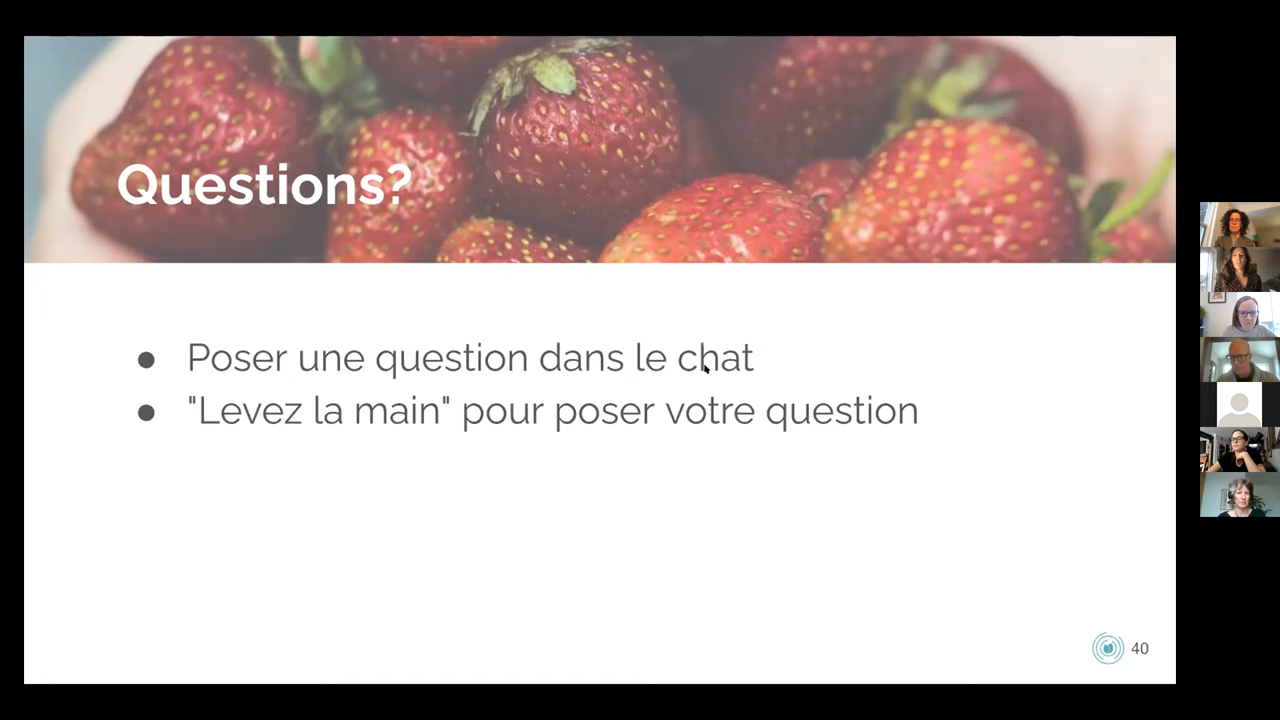 Questions?
● Poser une question dans le chat
● "Levez la main" pour poser votre question
40